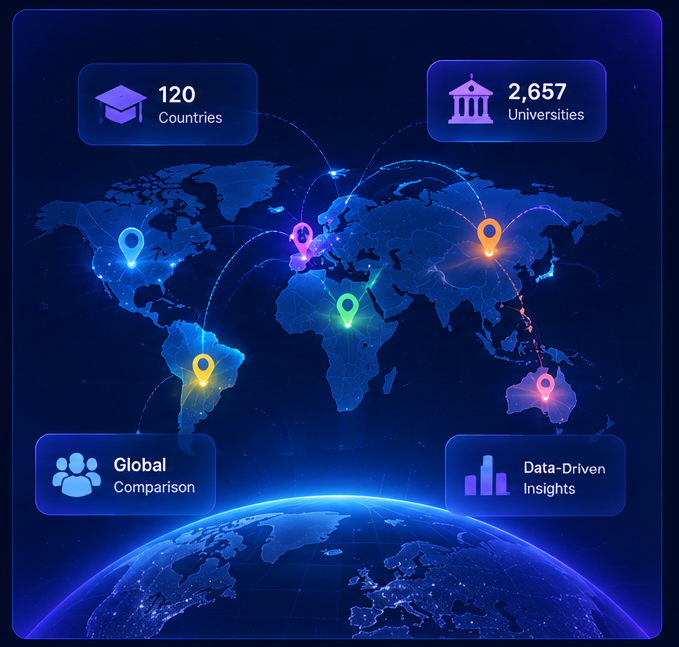 120
Countries
2,657
Universities
Global
Comparison
Data-Driven
Insights